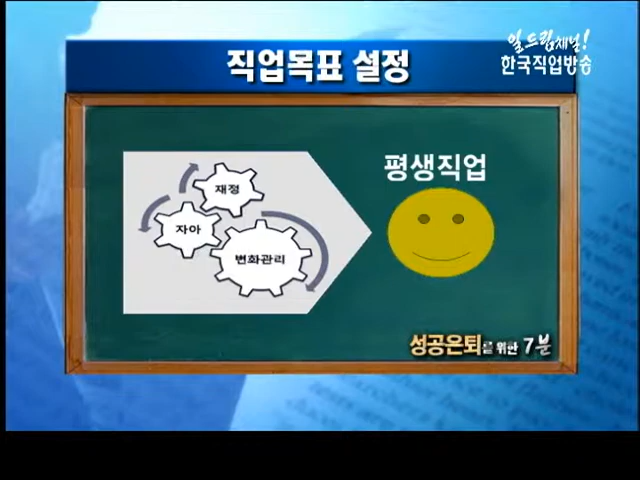 일 드림채널!
한국직업방송
직업목표 설정
재정
자아
변화관리
평생직업
성공은퇴를 위한 7분